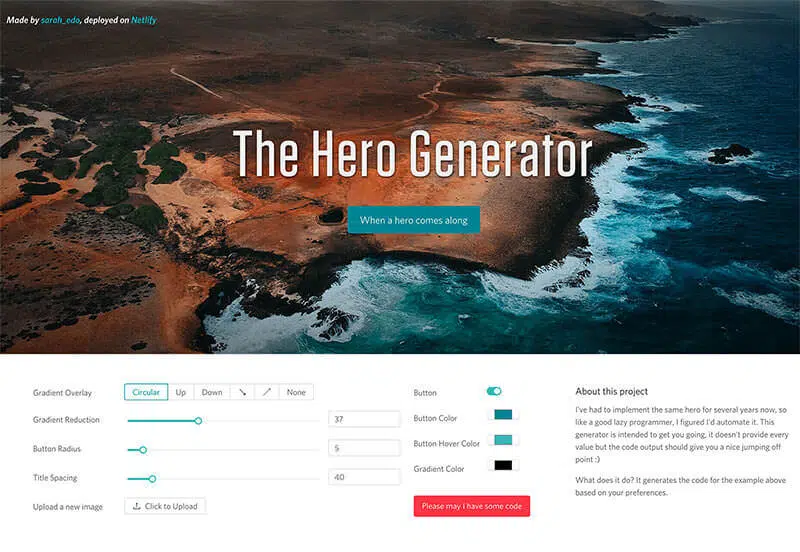 Made by sarah_edo, deployed on Netlify
The Hero Generator
When a hero comes along
Gradient Overlay
Circular Up Down ↘ ↗ None
Gradient Reduction
37
Button Radius
5
Title Spacing
40
Upload a new image
Click to Upload
Button
Button Color
Button Hover Color
Gradient Color
Please may I have some code
About this project
I've had to implement the same hero for several years now, so
like a good lazy programmer, I figured I'd automate it. This
generator is intended to get you going, it doesn't provide every
value but the code output should give you a nice jumping off
point :)
What does it do? It generates the code for the example above
based on your preferences.